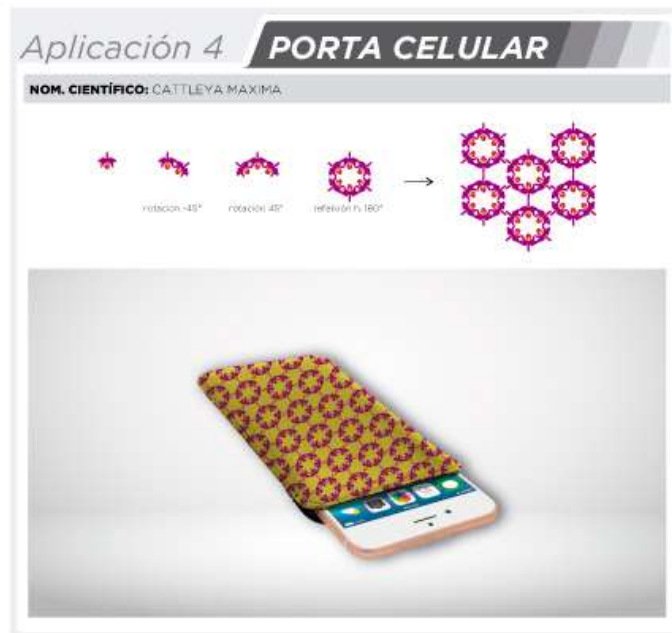 Aplicación 4
PORTA CELULAR
NOM. CIENTÍFICO: CATTLEYA MAXIMA
rotación -45°
rotación 45°
reflexión h. 180°